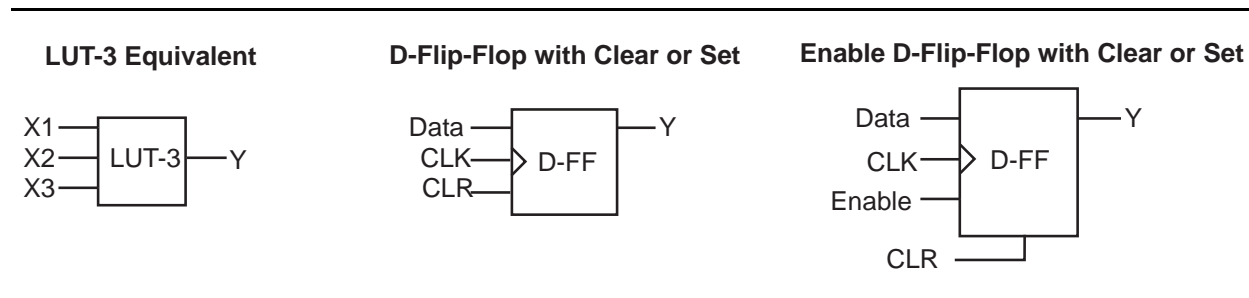 LUT-3 Equivalent
X1
X2
X3
LUT-3
Y
D-Flip-Flop with Clear or Set
Data
CLK
CLR
D-FF
Y
Enable D-Flip-Flop with Clear or Set
Data
CLK
Enable
CLR
D-FF
Y